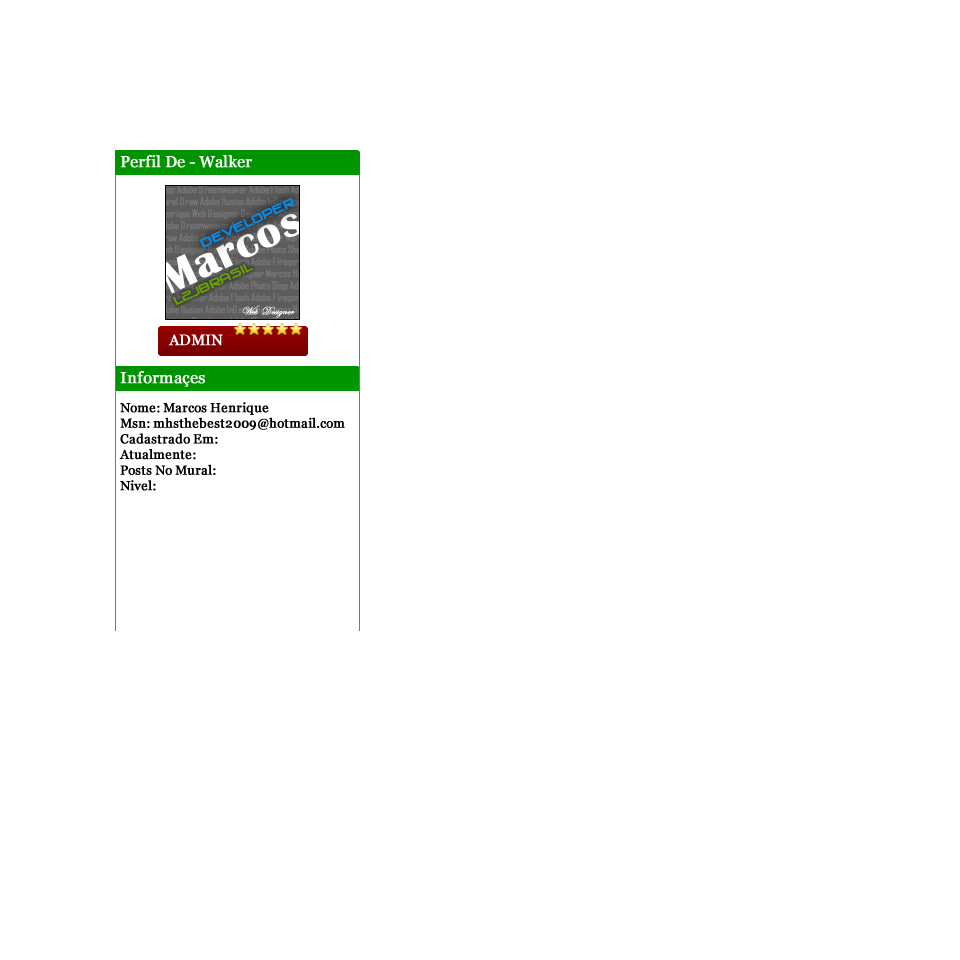 Perfil De - Walker
DEVELOPER
Marcos
L2JBRASIL
Web Designer
ADMIN
Informaçes
Nome: Marcos Henrique
Msn: mhsthebest2009@hotmail.com
Cadastrado Em:
Atualmente:
Posts No Mural:
Nivel: